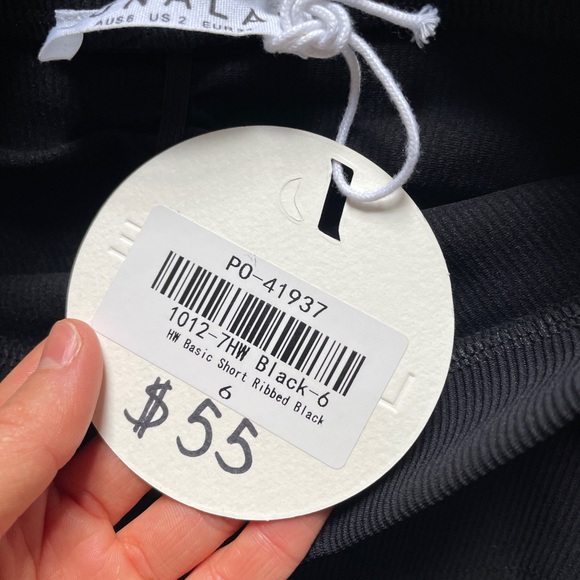 AUS6 US 2
PO-41937
1012-7HW Black-6
HW Basic Short Ribbed Black
6
$55